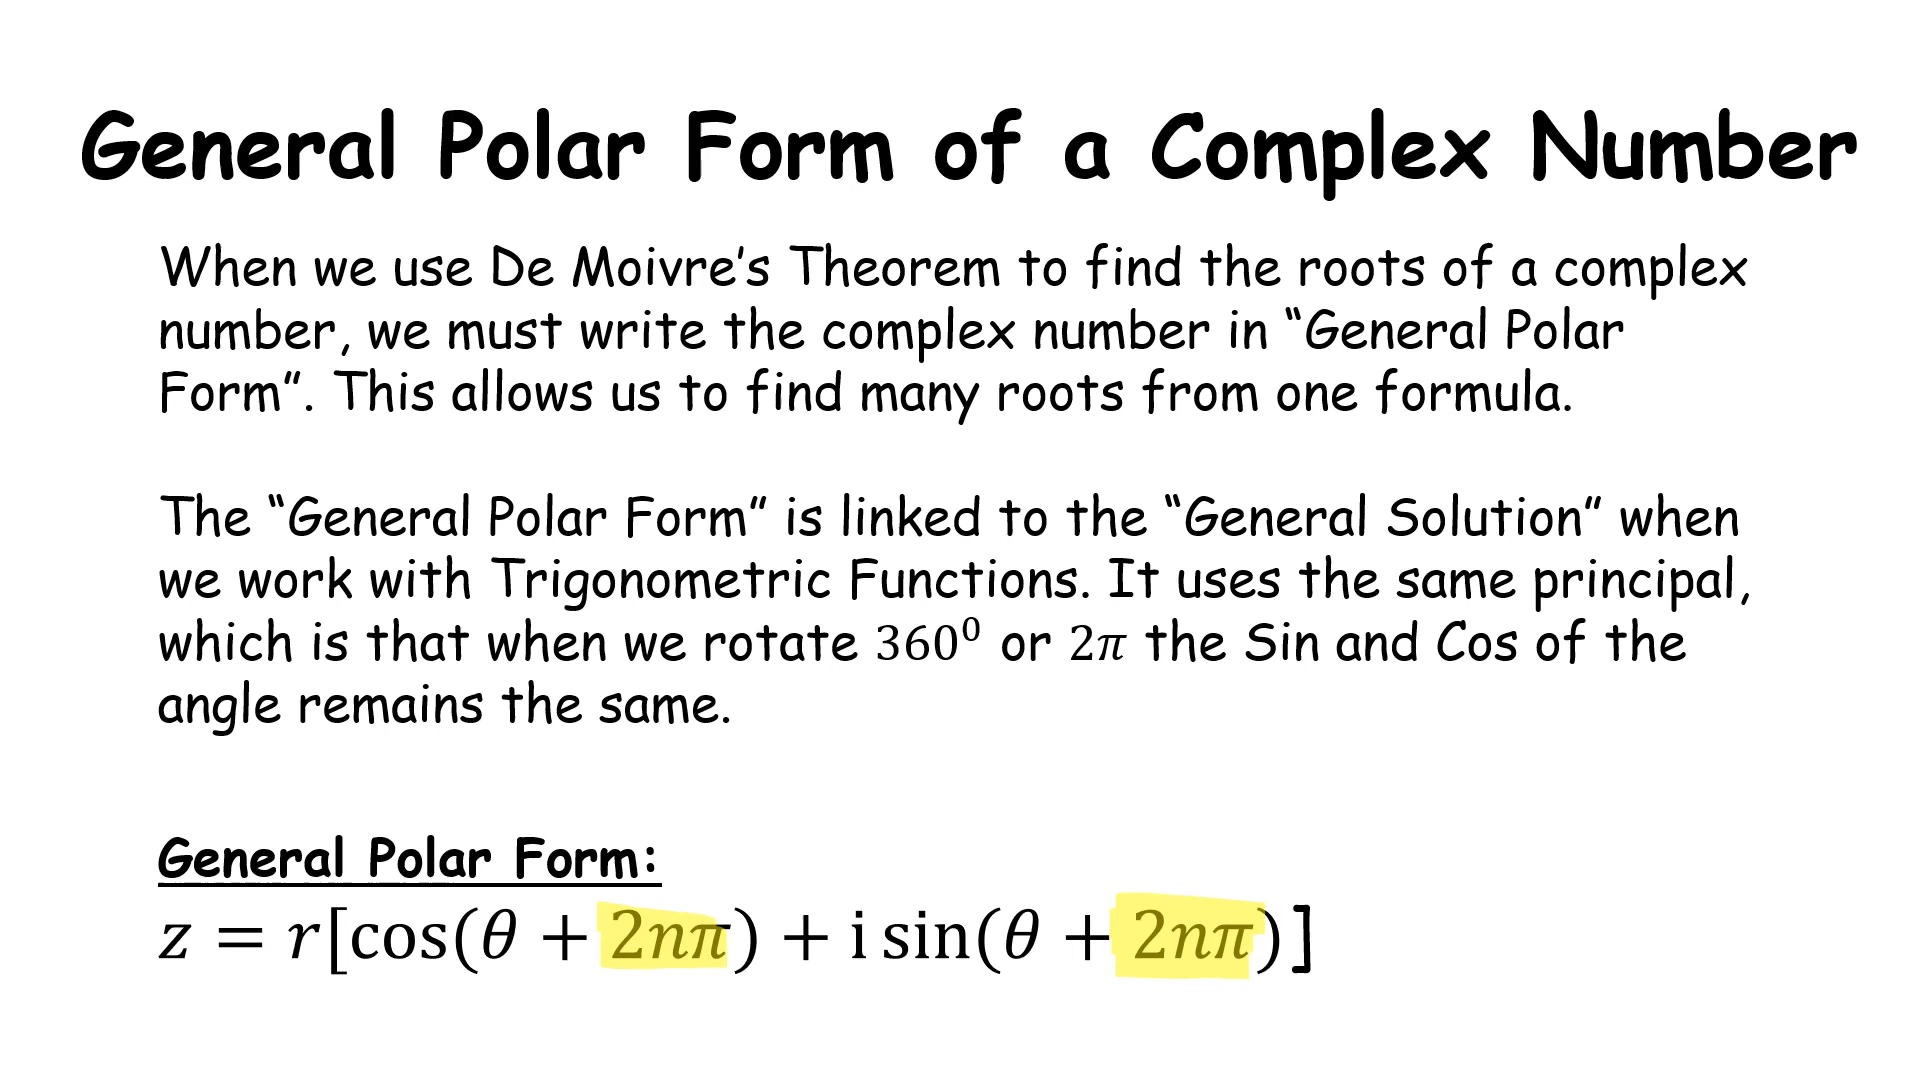 General Polar Form of a Complex Number
When we use De Moivre’s Theorem to find the roots of a complex
number, we must write the complex number in “General Polar
Form”. This allows us to find many roots from one formula.
The “General Polar Form” is linked to the “General Solution” when
we work with Trigonometric Functions. It uses the same principal,
which is that when we rotate 360⁰ or 2π the Sin and Cos of the
angle remains the same.
General Polar Form:
z = r[cos(θ + 2nπ) + i sin(θ + 2nπ)]